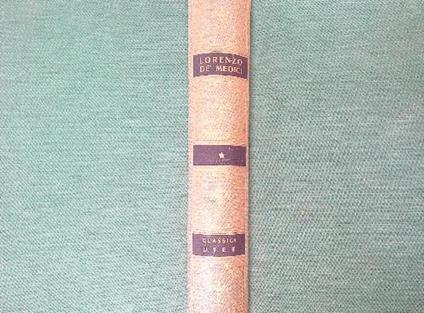 LORENZO
DE MEDICI
CLASSICI
U.T.E.T.